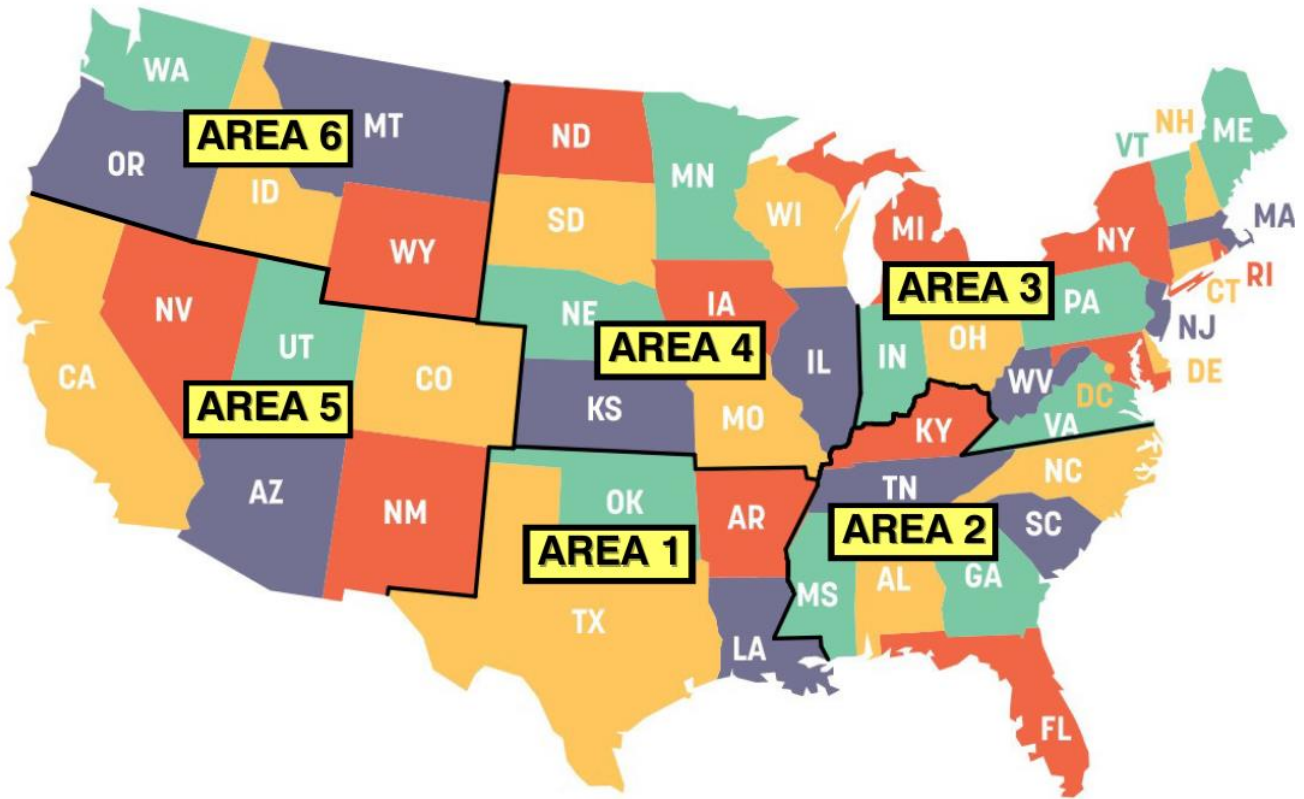 WA
MT
AREA 6
OR
ID
WY
ND
MN
SD
WI
MI
NH
ME
VT
MA
NY
RI
CT
AREA 3
PA
NJ
OH
IN
DE
WV
DC
VA
NE
IA
AREA 4
IL
KS
MO
NV
UT
CO
CA
AREA 5
AZ
NM
KY
NC
TN
SC
AREA 2
MS
AL
GA
FL
OK
AR
AREA 1
TX
LA